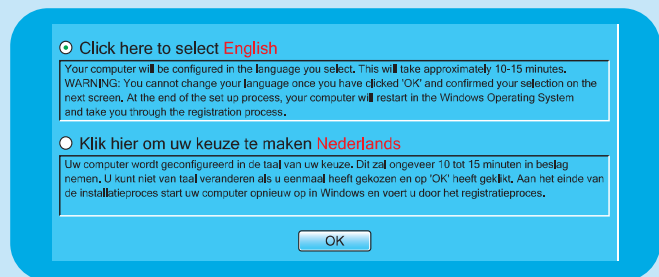 Click here to select English
Your computer will be configured in the language you select. This will take approximately 10-15 minutes.
WARNING: You cannot change your language once you have clicked 'OK' and confirmed your selection on the
next screen. At the end of the set up process, your computer will restart in the Windows Operating System
and take you through the registration process.
Klik hier om uw keuze te maken Nederlands
Uw computer wordt geconfigureerd in de taal van uw keuze. Dit zal ongeveer 10 tot 15 minuten in beslag
nemen. U kunt niet van taal veranderen als u eenmaal heeft gekozen en op 'OK' heeft geklikt. Aan het einde van
de installatieproces start uw computer opnieuw op in Windows en voert u door het registratieproces.
OK